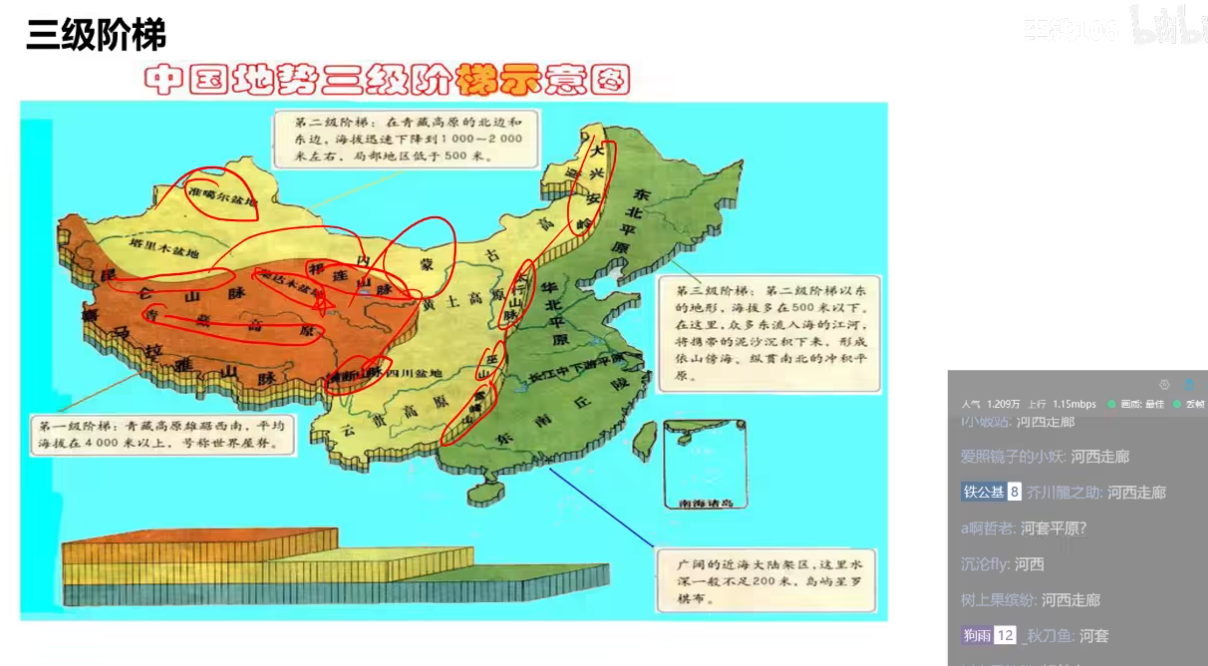 三级阶梯
中国地势三级阶梯示意图
第二级阶梯：在青藏高原的北边和
东边，海拔迅速下降到1000～2000
米左右，局部地区低于500米。
大兴安岭
东北平原
准噶尔盆地
塔里木盆地
内蒙古高
昆仑山脉
柴达木盆地
祁连山脉
黄土高原
太行山脉
华北平原
青藏高原
喜马拉雅山脉
横断山脉
四川盆地
巫山
长江中下游平原
云贵高原
雪峰山
东南丘陵
南海诸岛
第三级阶梯：第二级阶梯以东
的地形，海拔多在500米以下。
在这里，众多东流入海的江河，
将携带的泥沙沉积下来，形成
依山傍海、纵贯南北的冲积平
原。
第一级阶梯：青藏高原雄踞西南，平均
海拔在4000米以上，号称世界屋脊。
广阔的近海大陆架区，这里水
深一般不足200米，岛屿星罗
棋布。
人气 1.209万 上行 1.15mbps 画质: 最佳 丢帧
小破站: 河西走廊
爱照镜子的小妖: 河西走廊
铁公基 8 芥川龍之助: 河西走廊
a啊哲老: 河套平原?
沉沦fly: 河西
树上果缤纷: 河西走廊
狗雨 12 _秋刀鱼: 河套